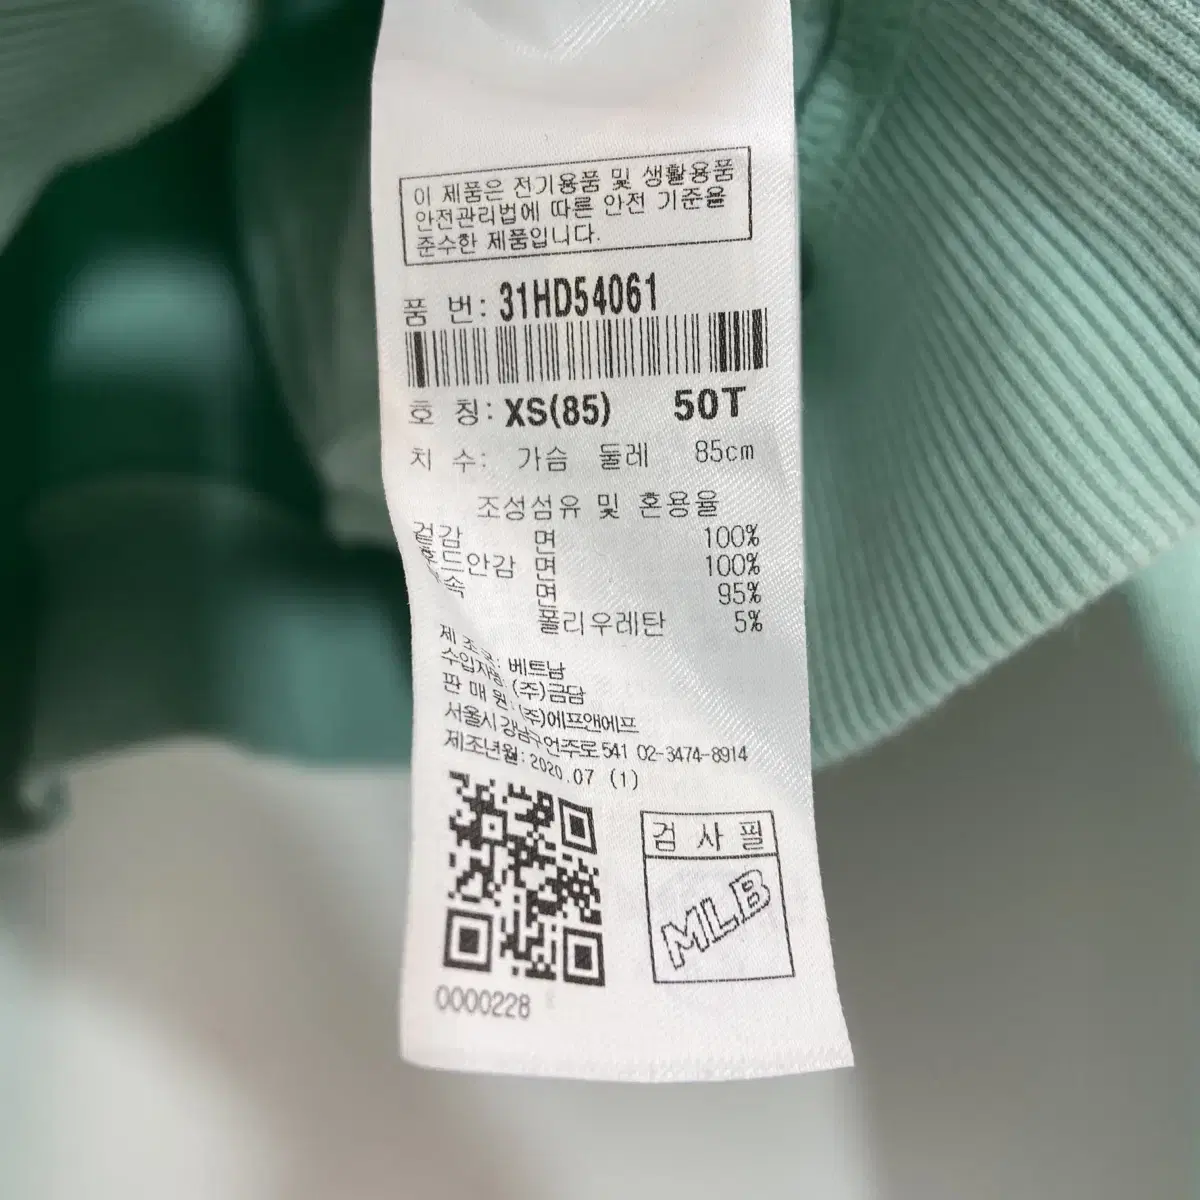 이 제품은 전기용품 및 생활용품
안전관리법에 따른 안전 기준을
준수한 제품입니다.
품 번: 31HD54061
호 칭: XS(85) 50T
치 수: 가슴 둘레 85cm
조성섬유 및 혼용율
겉감 면 100%
후드안감 면 100%
면 95%
폴리우레탄 5%
제 조 국: 베트남
수입자명: (주)금담
판 매 원: (주)에프앤에프
서울시 강남구 언주로 541 02-3474-8914
제조년월: 2020.07 (1)
검 사 필
MLB
0000228